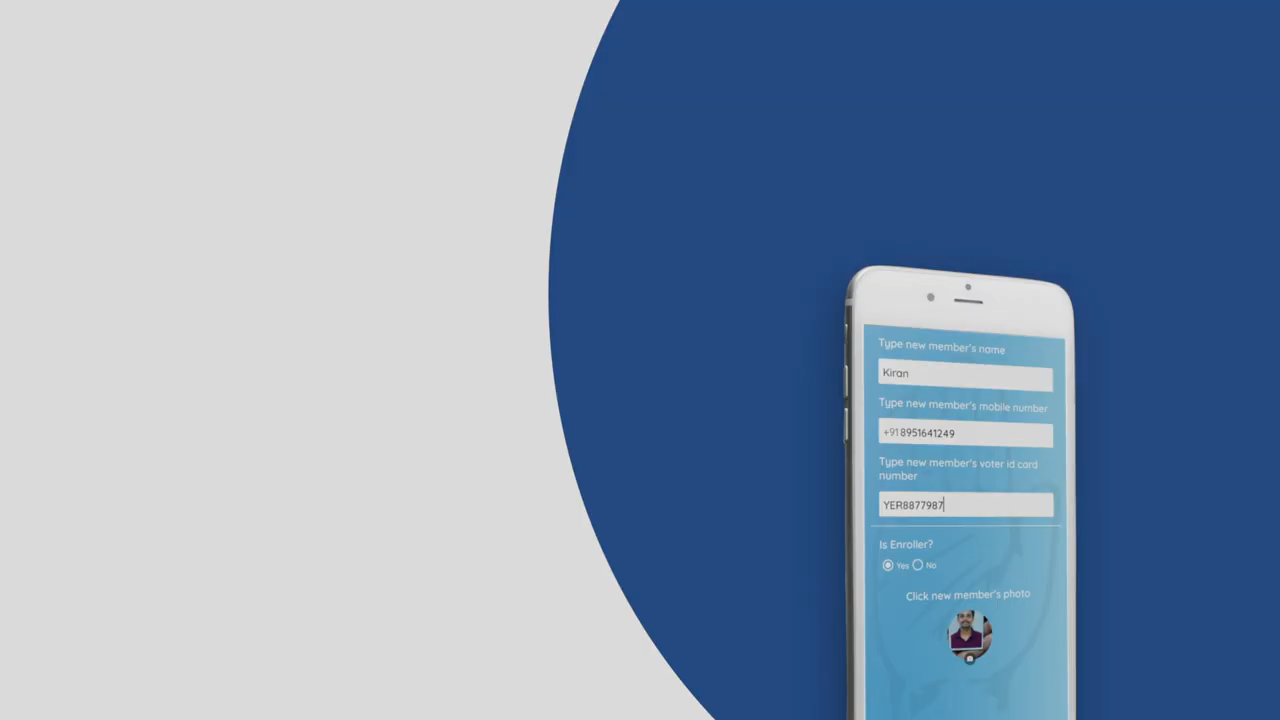 Type new member's name
Kiran
Type new member's mobile number
+918951641249
Type new member's voter id card
number
YER8877987
Is Enroller?
Yes No
Click new member's photo